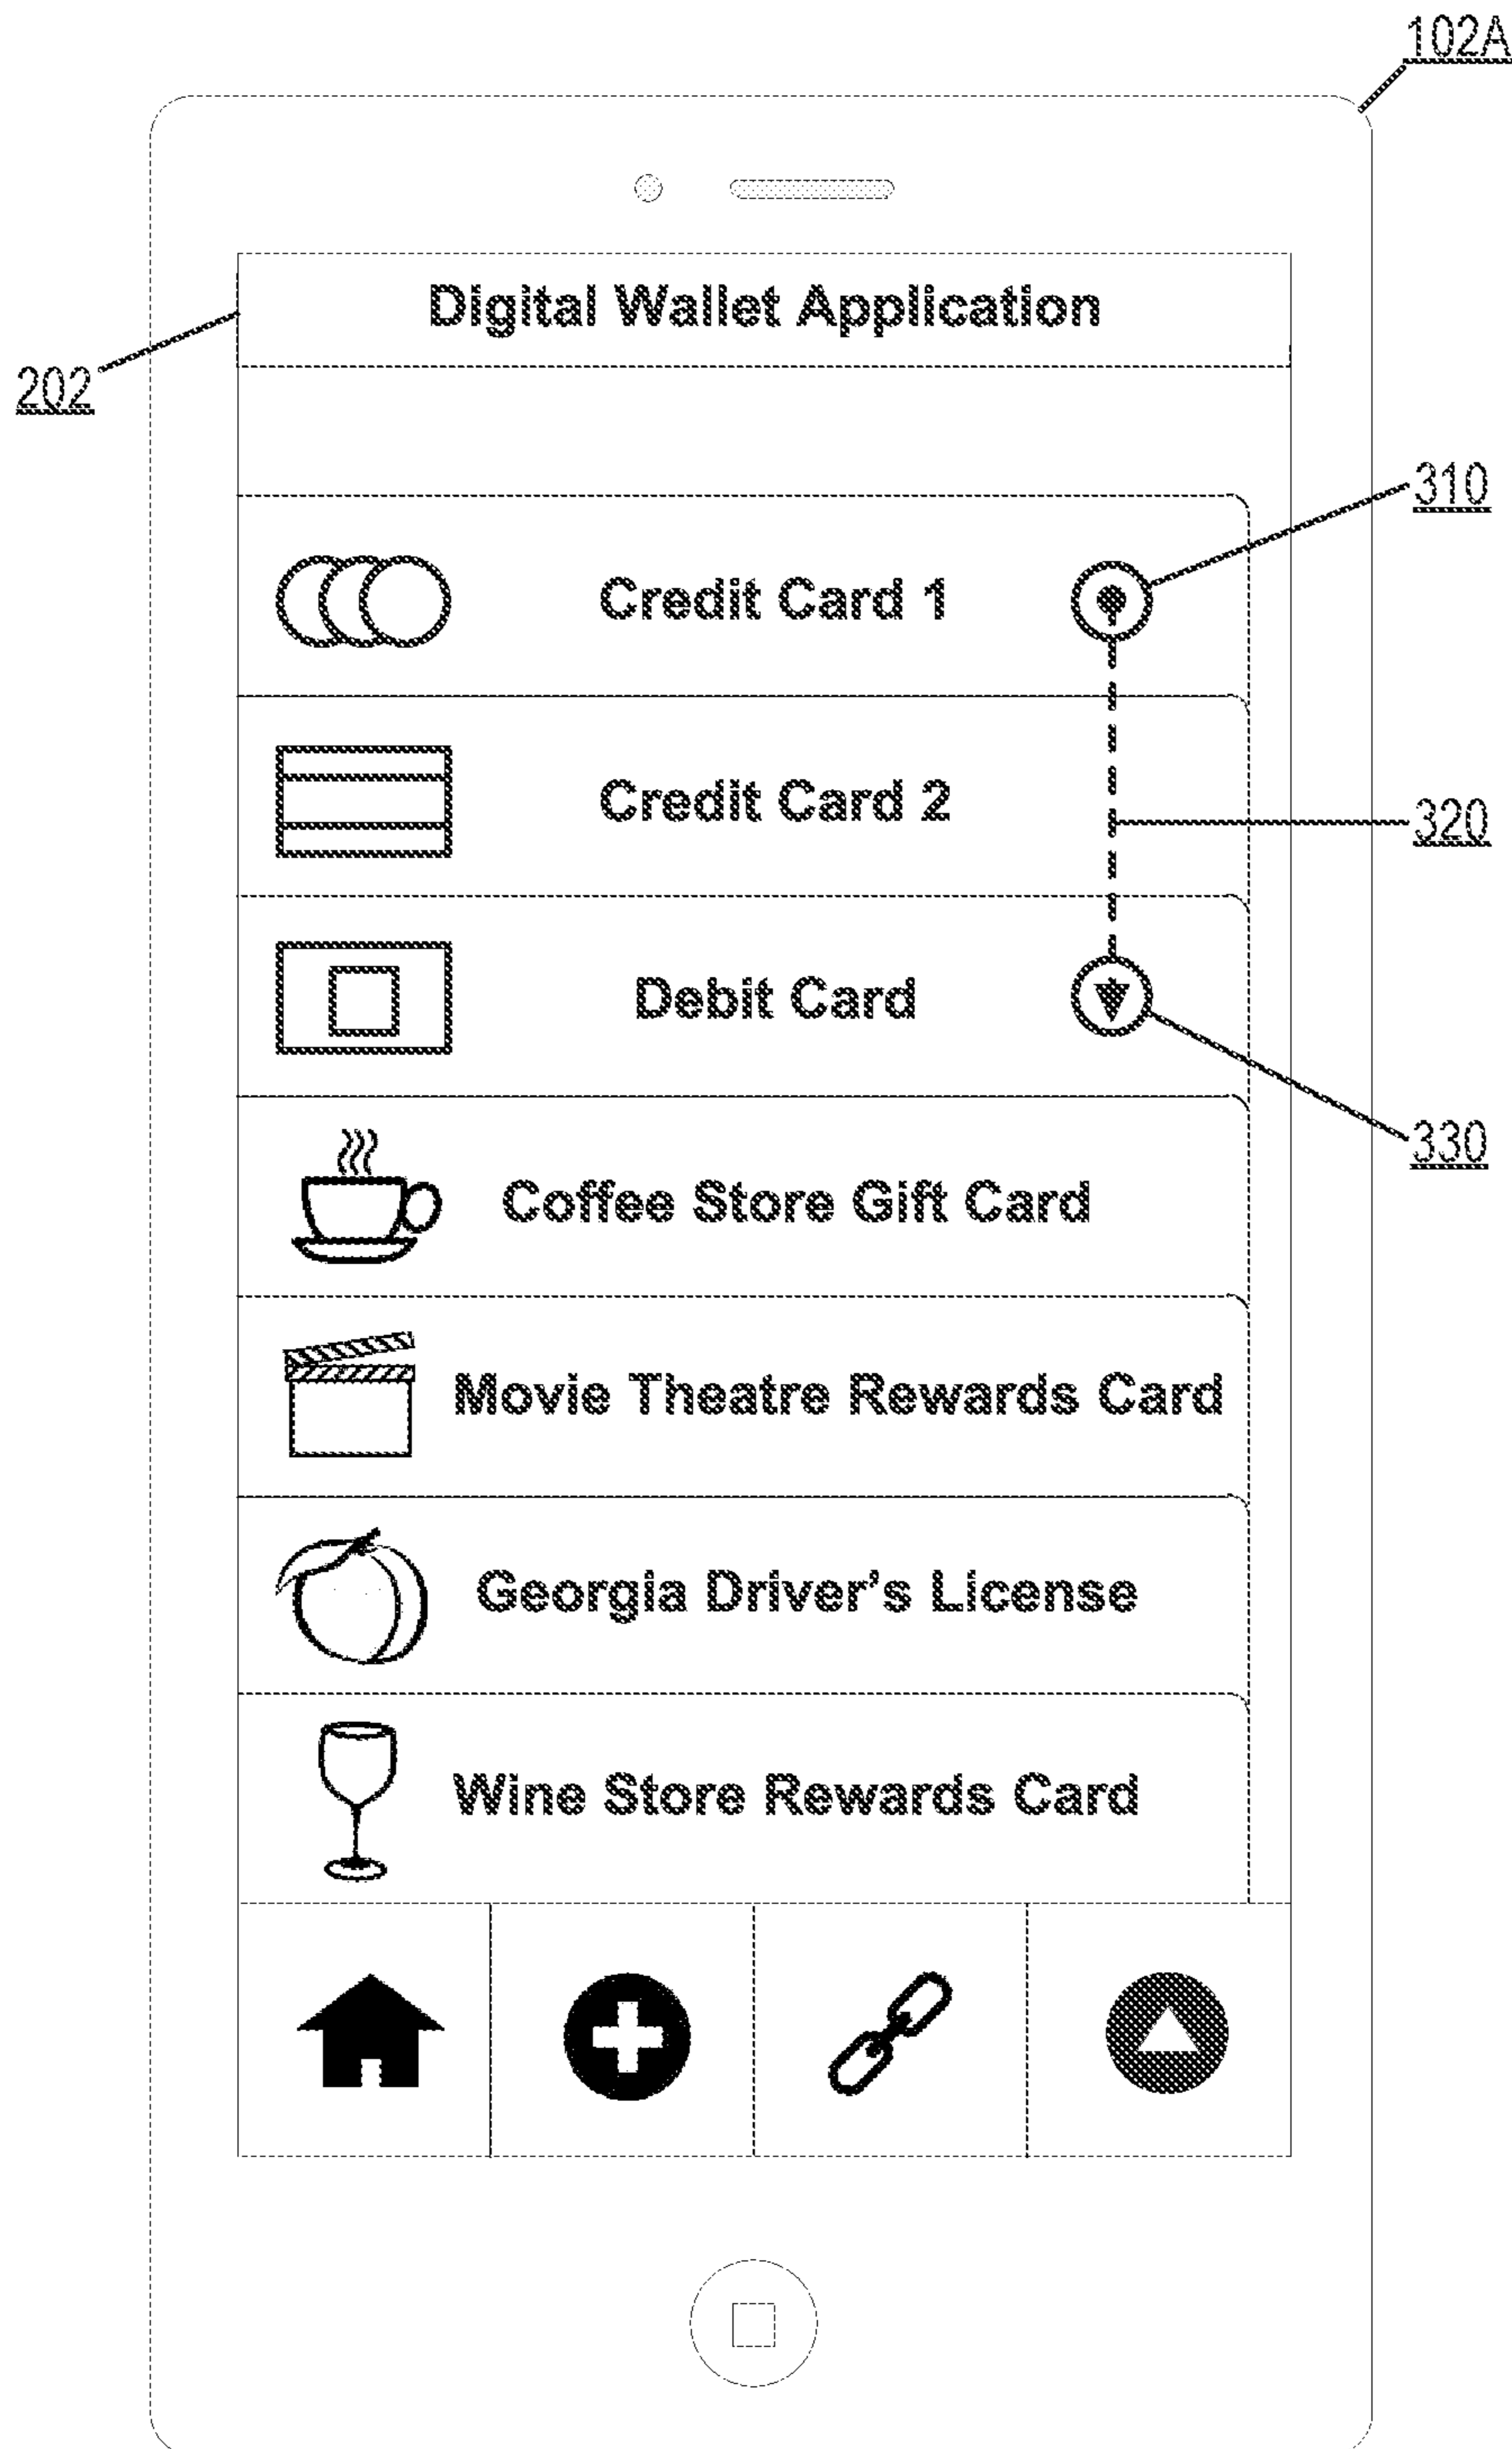 102A
Digital Wallet Application
202
310
Credit Card 1
Credit Card 2
320
Debit Card
330
Coffee Store Gift Card
Movie Theatre Rewards Card
Georgia Driver's License
Wine Store Rewards Card